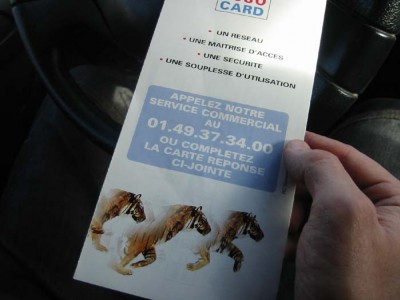 CARD
• UN RESEAU
• UNE MAITRISE D'ACCES
• UNE SECURITE
• UNE SOUPLESSE D'UTILISATION
APPELEZ NOTRE
SERVICE COMMERCIAL
AU
01.49.37.34.00
OU COMPLETEZ
LA CARTE REPONSE
CI-JOINTE